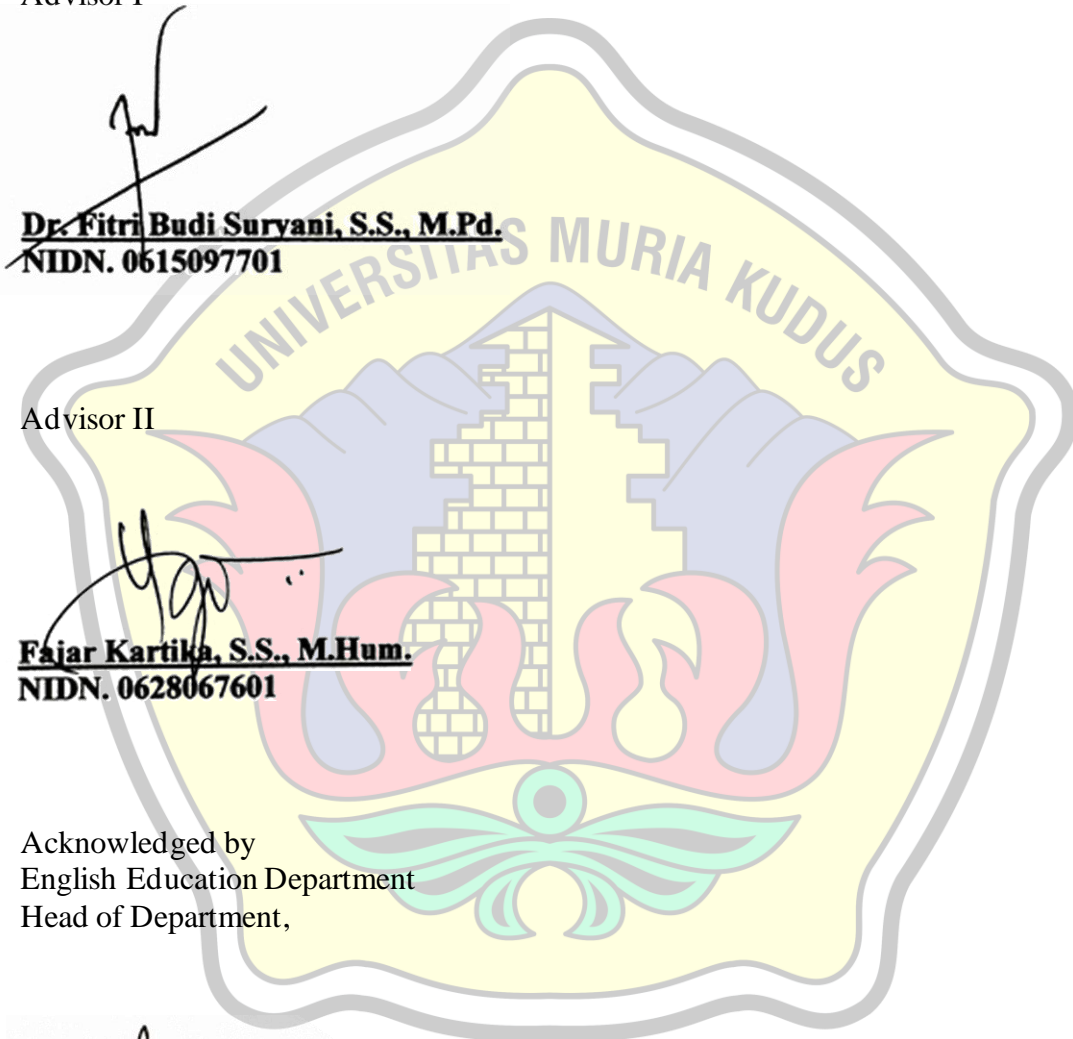 Advisor I
Dr. Fitri Budi Suryani, S.S., M.Pd.
NIDN. 0615097701
UNIVERSITAS MURIA KUDUS
Advisor II
Fajar Kartika, S.S., M.Hum.
NIDN. 0628067601
Acknowledged by
English Education Department
Head of Department,